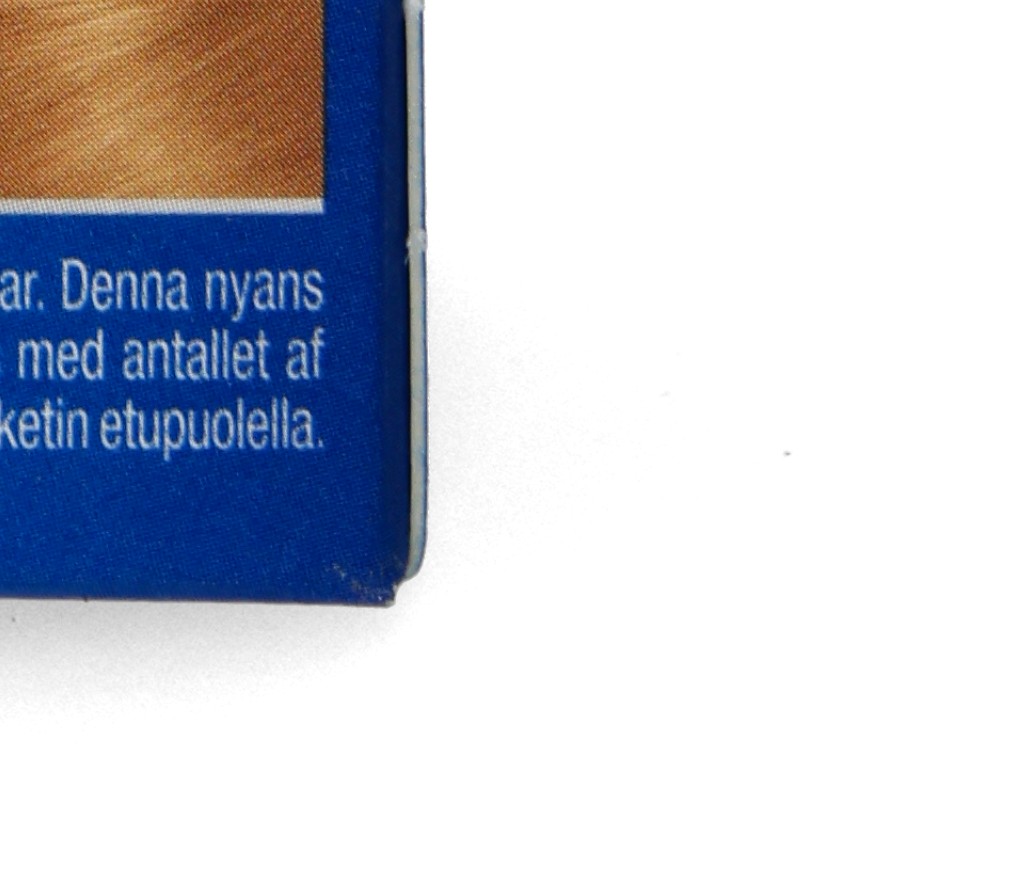 ar. Denna nyans
med antallet af
ketin etupuolella.